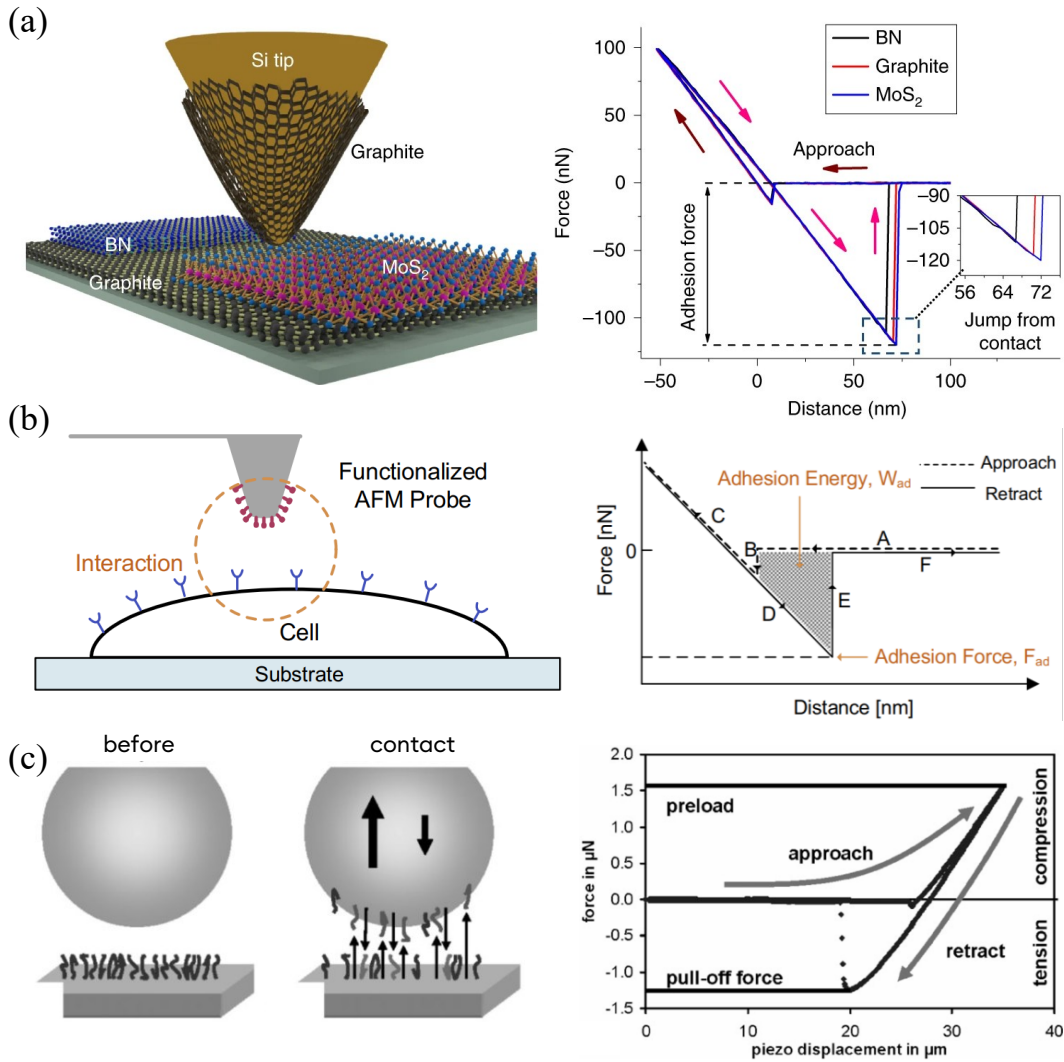 (a)
Si tip
Graphite
BN
Graphite
MoS₂
Force (nN)
100
50
0
−50
−100
BN
Graphite
MoS₂
Approach
Adhesion force
−90
−105
−120
56 64 72
Jump from
contact
−50 0 50 100
Distance (nm)
(b)
Functionalized
AFM Probe
Interaction
Cell
Substrate
Force [nN]
0
Approach
Retract
Adhesion Energy, Wad
A
B
C
D
E
F
Adhesion Force, Fad
Distance [nm]
(c)
before
contact
force in µN
2.0
1.5
1.0
0.5
0.0
-0.5
-1.0
-1.5
preload
approach
compression
retract
tension
pull-off force
0 10 20 30 40
piezo displacement in µm